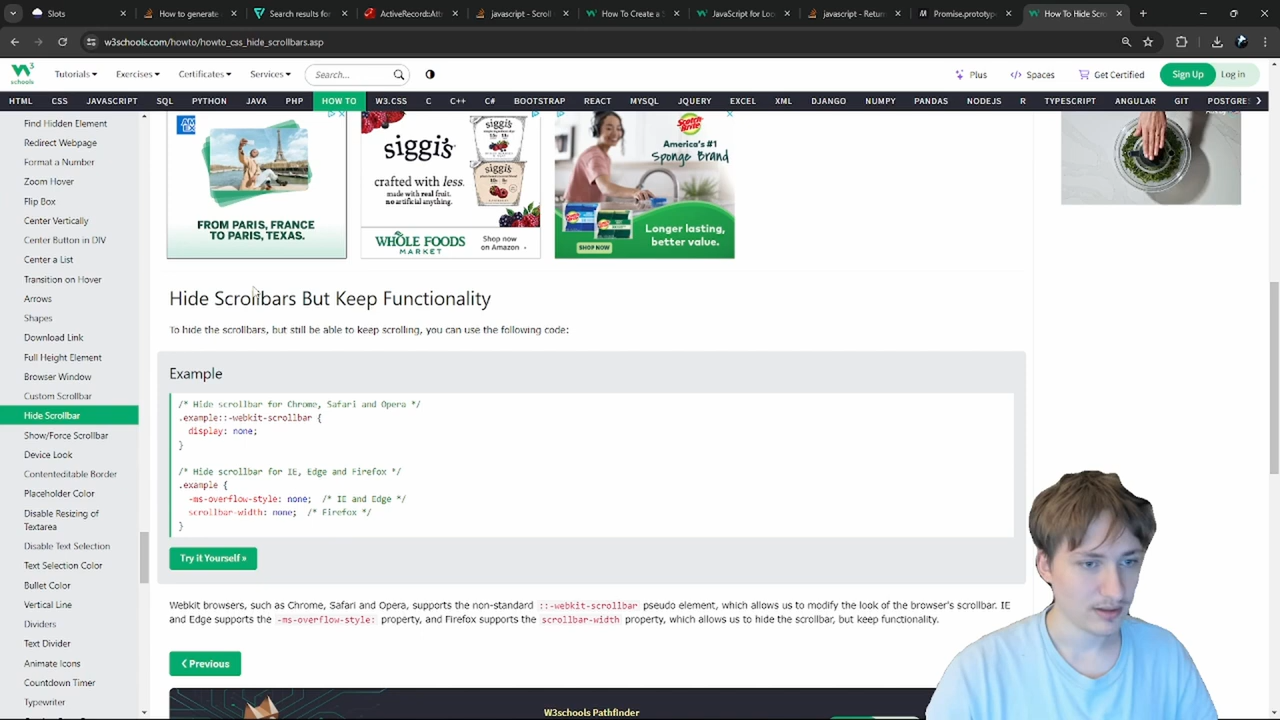 Slots
How to generate
Search results for
ActiveRecord::Att
javascript - Scroll
How To Create a S
JavaScript for Loo
javascript - Retur
Promise.prototype
How To Hide Scro
w3schools.com/howto/howto_css_hide_scrollbars.asp
W3
schools
Tutorials
Exercises
Certificates
Services
Search...
Plus
Spaces
Get Certified
Sign Up
Log in
HTML
CSS
JAVASCRIPT
SQL
PYTHON
JAVA
PHP
HOW TO
W3.CSS
C
C++
C#
BOOTSTRAP
REACT
MYSQL
JQUERY
EXCEL
XML
DJANGO
NUMPY
PANDAS
NODEJS
R
TYPESCRIPT
ANGULAR
GIT
POSTGRE
Find Hidden Element
Redirect Webpage
Format a Number
Zoom Hover
Flip Box
Center Vertically
Center Button in DIV
Center a List
Transition on Hover
Arrows
Shapes
Download Link
Full Height Element
Browser Window
Custom Scrollbar
Hide Scrollbar
Show/Force Scrollbar
Device Look
Contenteditable Border
Placeholder Color
Disable Resizing of
Textarea
Disable Text Selection
Text Selection Color
Bullet Color
Vertical Line
Dividers
Text Divider
Animate Icons
Countdown Timer
Typewriter
FROM PARIS, FRANCE
TO PARIS, TEXAS.
siggi's
crafted with less.
made with real fruit.
no artificial anything.
WHOLE FOODS
MARKET
Shop now
on Amazon
Scotch
Brite
America's #1
Sponge Brand
Longer lasting,
better value.
SHOP NOW
Hide Scrollbars But Keep Functionality
To hide the scrollbars, but still be able to keep scrolling, you can use the following code:
Example
/* Hide scrollbar for Chrome, Safari and Opera */
.example::-webkit-scrollbar {
display: none;
}
/* Hide scrollbar for IE, Edge and Firefox */
.example {
-ms-overflow-style: none; /* IE and Edge */
scrollbar-width: none; /* Firefox */
}
Try it Yourself »
Webkit browsers, such as Chrome, Safari and Opera, supports the non-standard ::-webkit-scrollbar pseudo element, which allows us to modify the look of the browser's scrollbar. IE
and Edge supports the -ms-overflow-style: property, and Firefox supports the scrollbar-width property, which allows us to hide the scrollbar, but keep functionality.
❮ Previous
W3schools Pathfinder